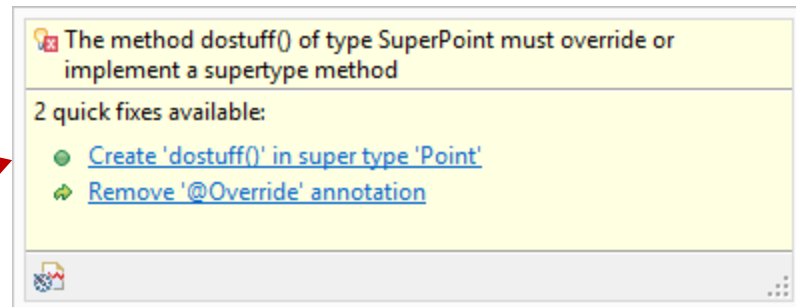 The method dostuff() of type SuperPoint must override or
implement a supertype method
2 quick fixes available:
Create 'dostuff()' in super type 'Point'
Remove '@Override' annotation